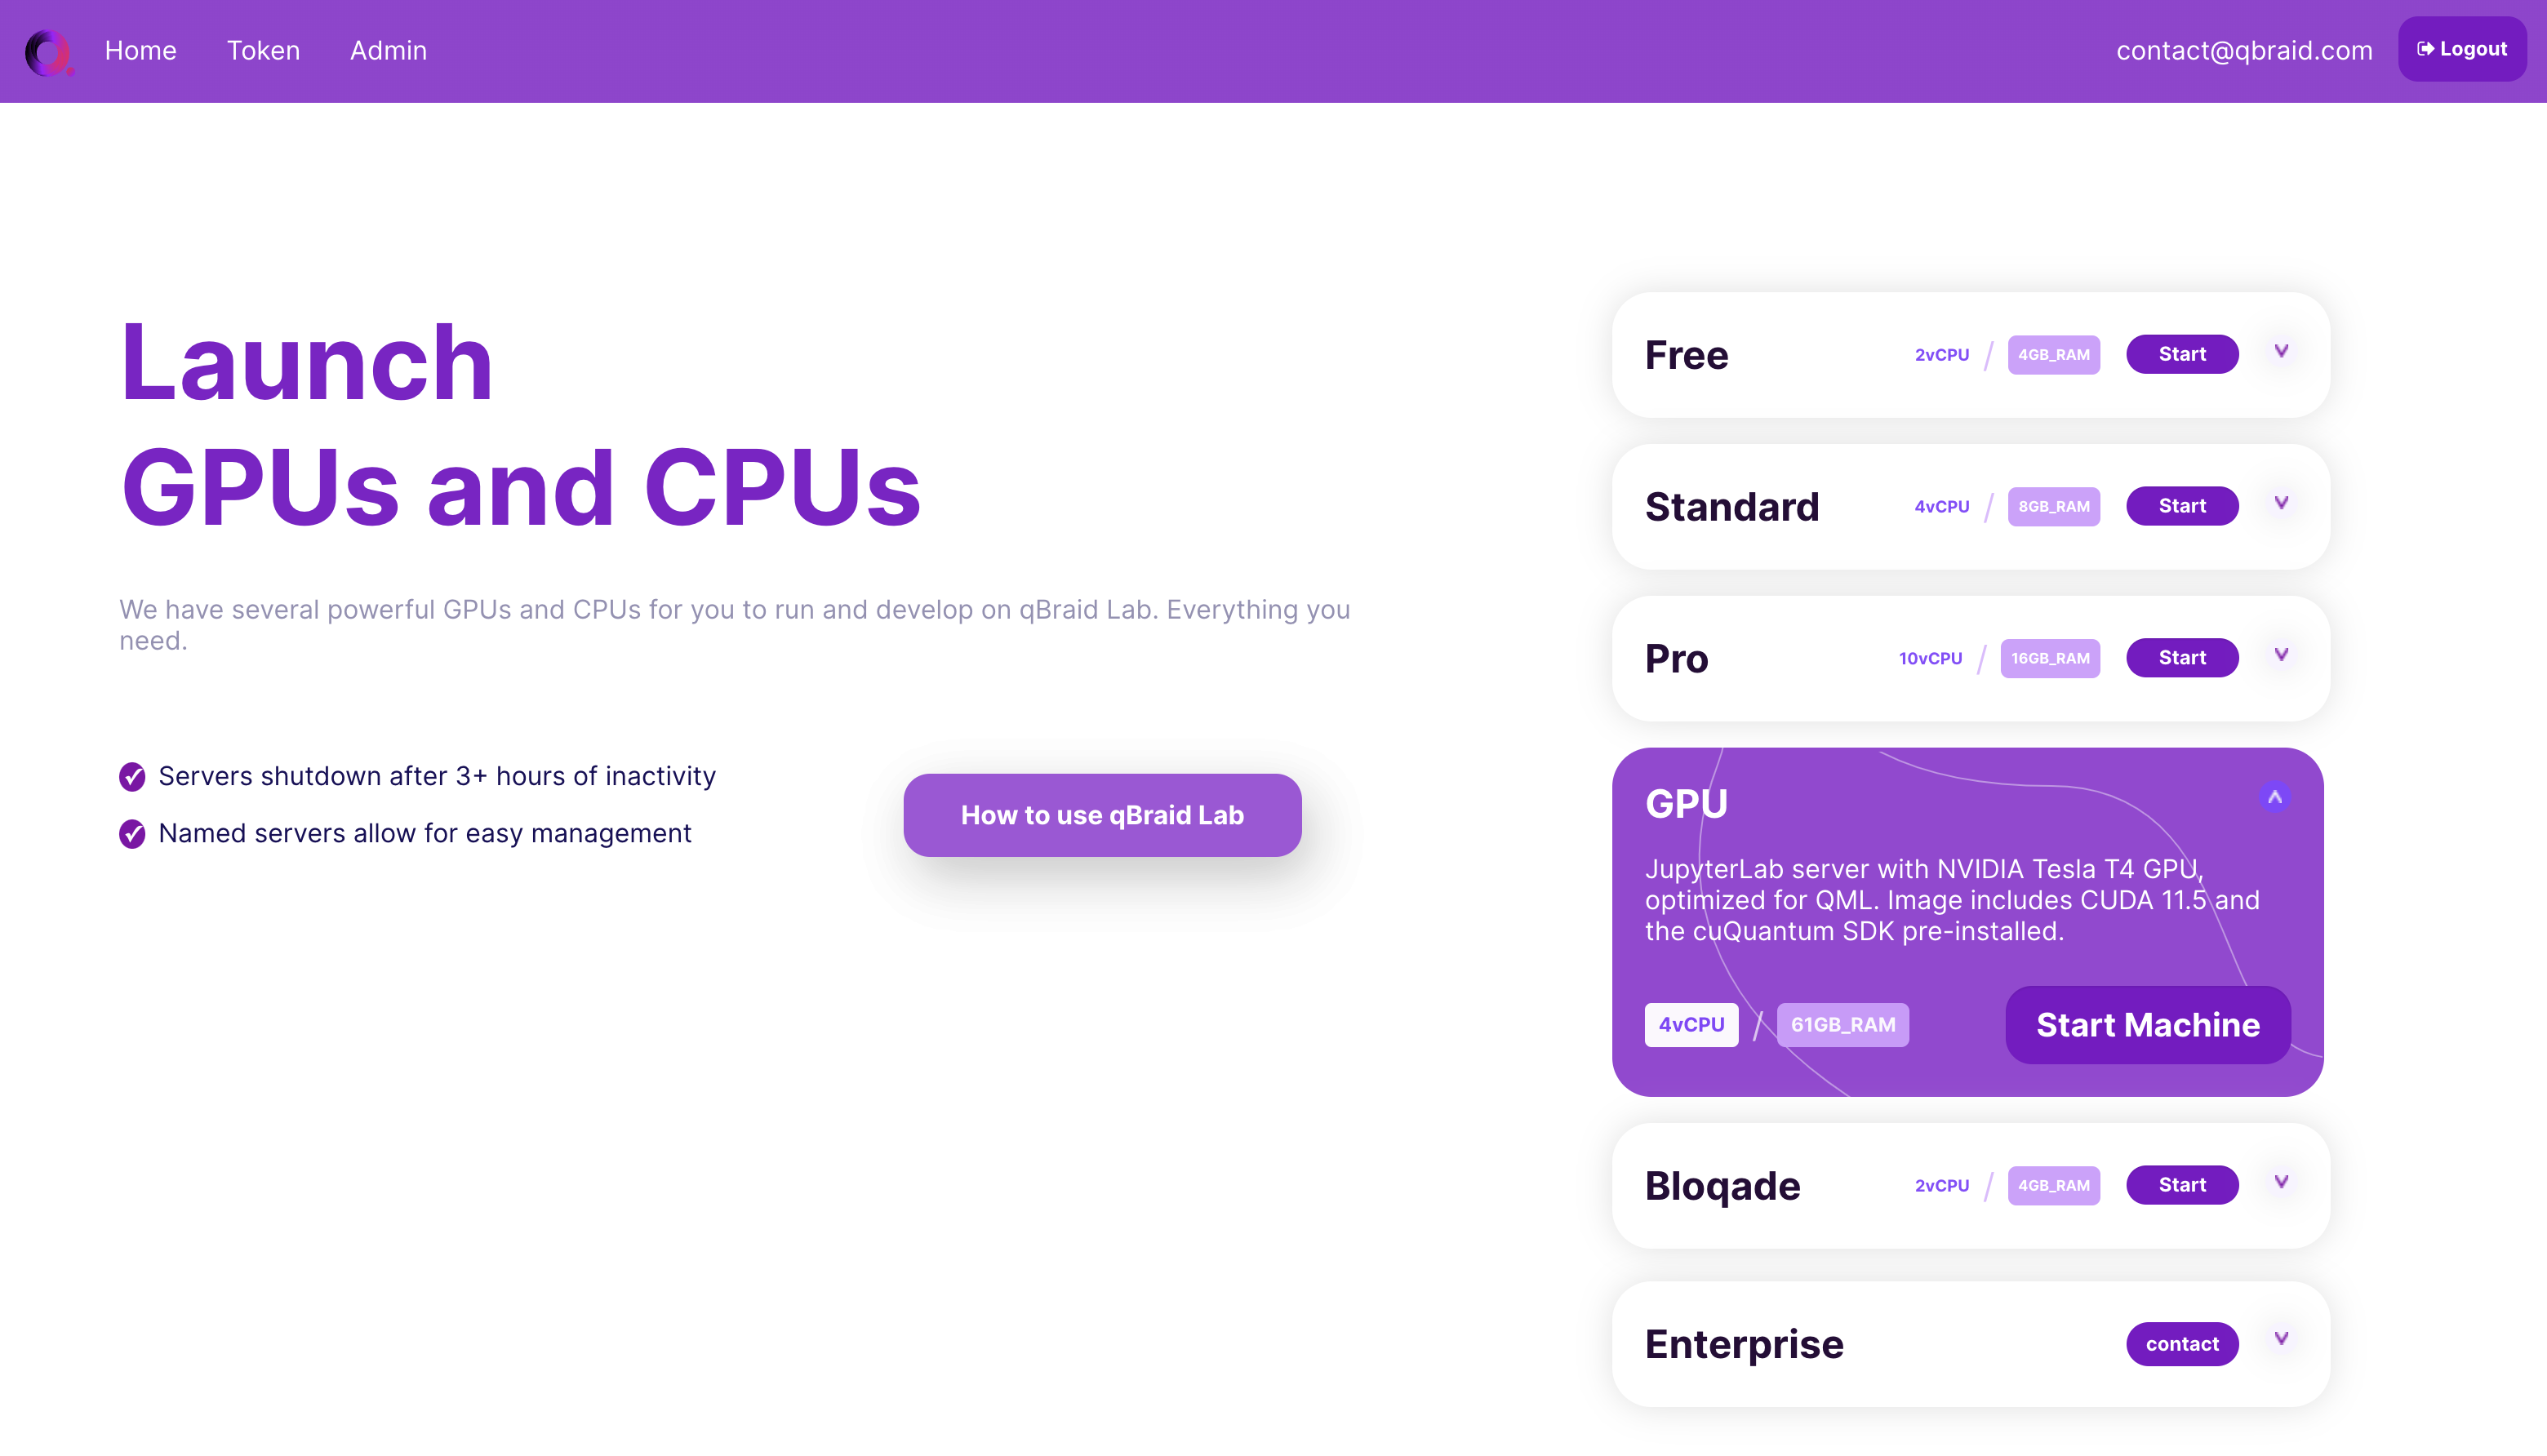 Home Token Admin contact@qbraid.com Logout
Launch
GPUs and CPUs
We have several powerful GPUs and CPUs for you to run and develop on qBraid Lab. Everything you
need.
Servers shutdown after 3+ hours of inactivity
Named servers allow for easy management
How to use qBraid Lab
Free 2vCPU / 4GB_RAM Start
Standard 4vCPU / 8GB_RAM Start
Pro 10vCPU / 16GB_RAM Start
GPU
JupyterLab server with NVIDIA Tesla T4 GPU,
optimized for QML. Image includes CUDA 11.5 and
the cuQuantum SDK pre-installed.
4vCPU / 61GB_RAM Start Machine
Bloqade 2vCPU / 4GB_RAM Start
Enterprise contact